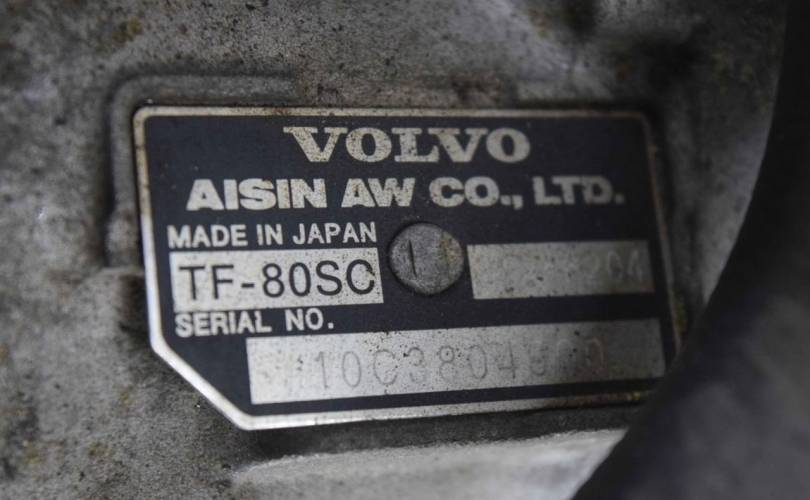 VOLVO
AISIN AW CO., LTD.
MADE IN JAPAN
TF-80SC
SERIAL NO.